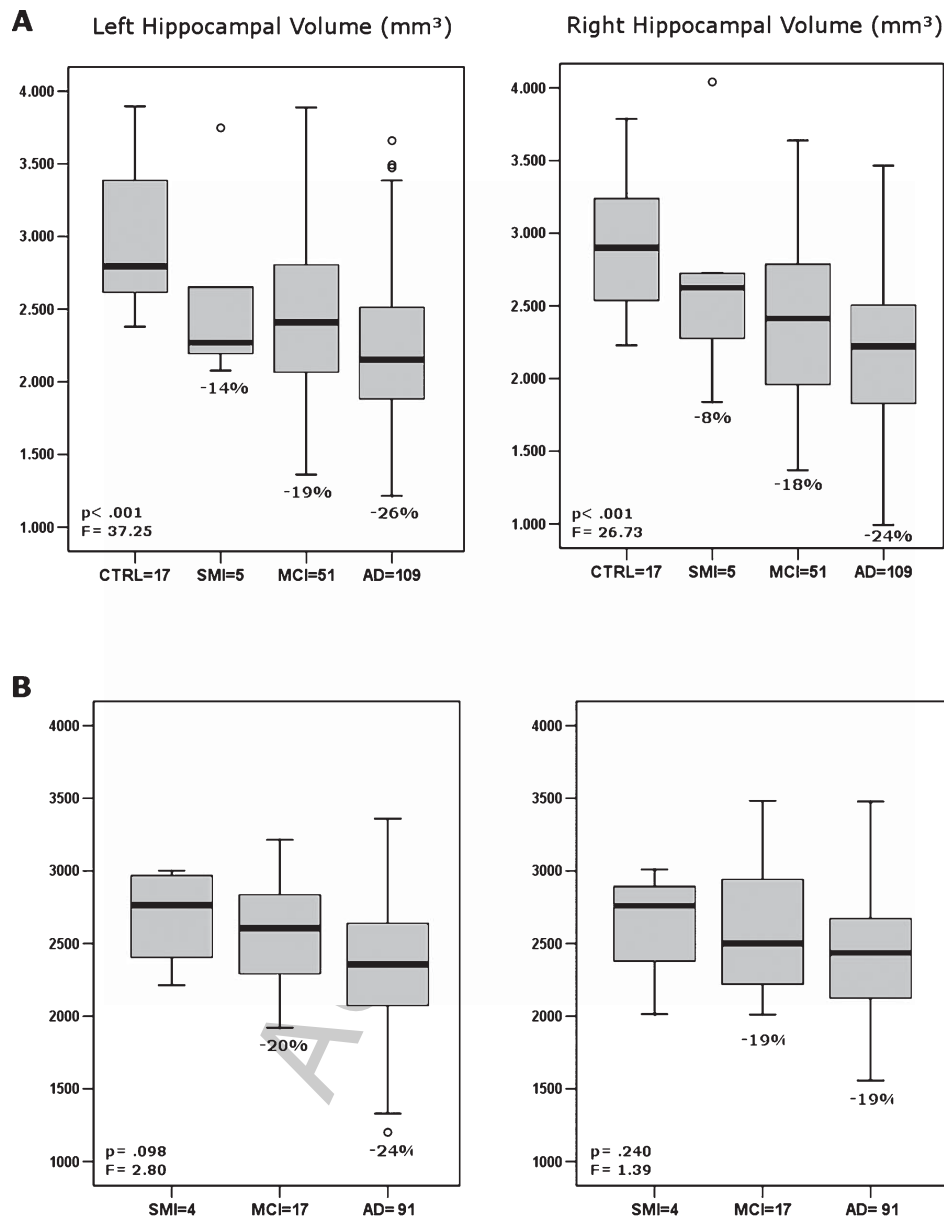 A
Left Hippocampal Volume (mm³)
Right Hippocampal Volume (mm³)
4.000
3.500
3.000
2.500
2.000
1.500
1.000
-14%
-19%
-26%
p< .001
F= 37.25
CTRL=17 SMI=5 MCI=51 AD=109
4.000
3.500
3.000
2.500
2.000
1.500
1.000
-8%
-18%
-24%
p< .001
F= 26.73
CTRL=17 SMI=5 MCI=51 AD=109
B
4000
3500
3000
2500
2000
1500
1000
-20%
-24%
p= .098
F= 2.80
SMI=4 MCI=17 AD= 91
4000
3500
3000
2500
2000
1500
1000
-19%
-19%
p= .240
F= 1.39
SMI=4 MCI=17 AD= 91